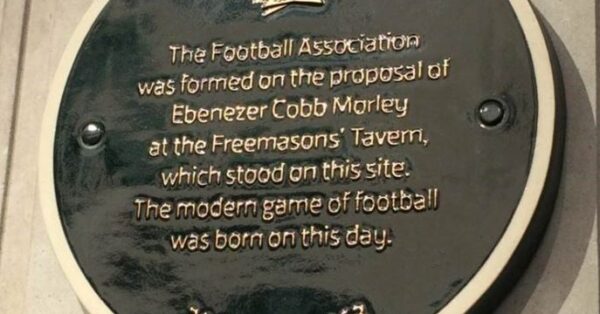 The Football Association
was formed on the proposal of
Ebenezer Cobb Morley
at the Freemasons' Tavern,
which stood on this site.
The modern game of football
was born on this day.